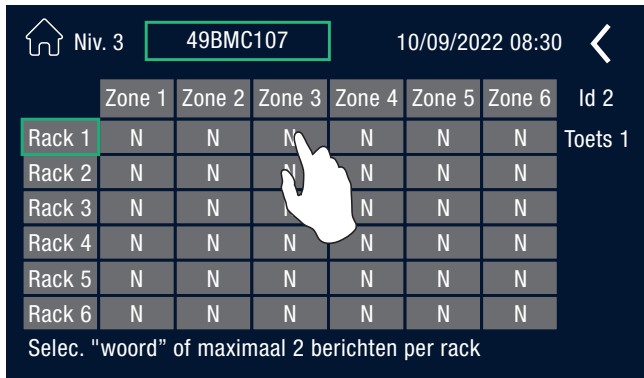 Niv. 3 49BMC107 10/09/2022 08:30
Zone 1 Zone 2 Zone 3 Zone 4 Zone 5 Zone 6 Id 2
Rack 1 N N N N N N Toets 1
Rack 2 N N N N N N
Rack 3 N N N N N N
Rack 4 N N N N N N
Rack 5 N N N N N N
Rack 6 N N N N N N
Selec. "woord” of maximaal 2 berichten per rack